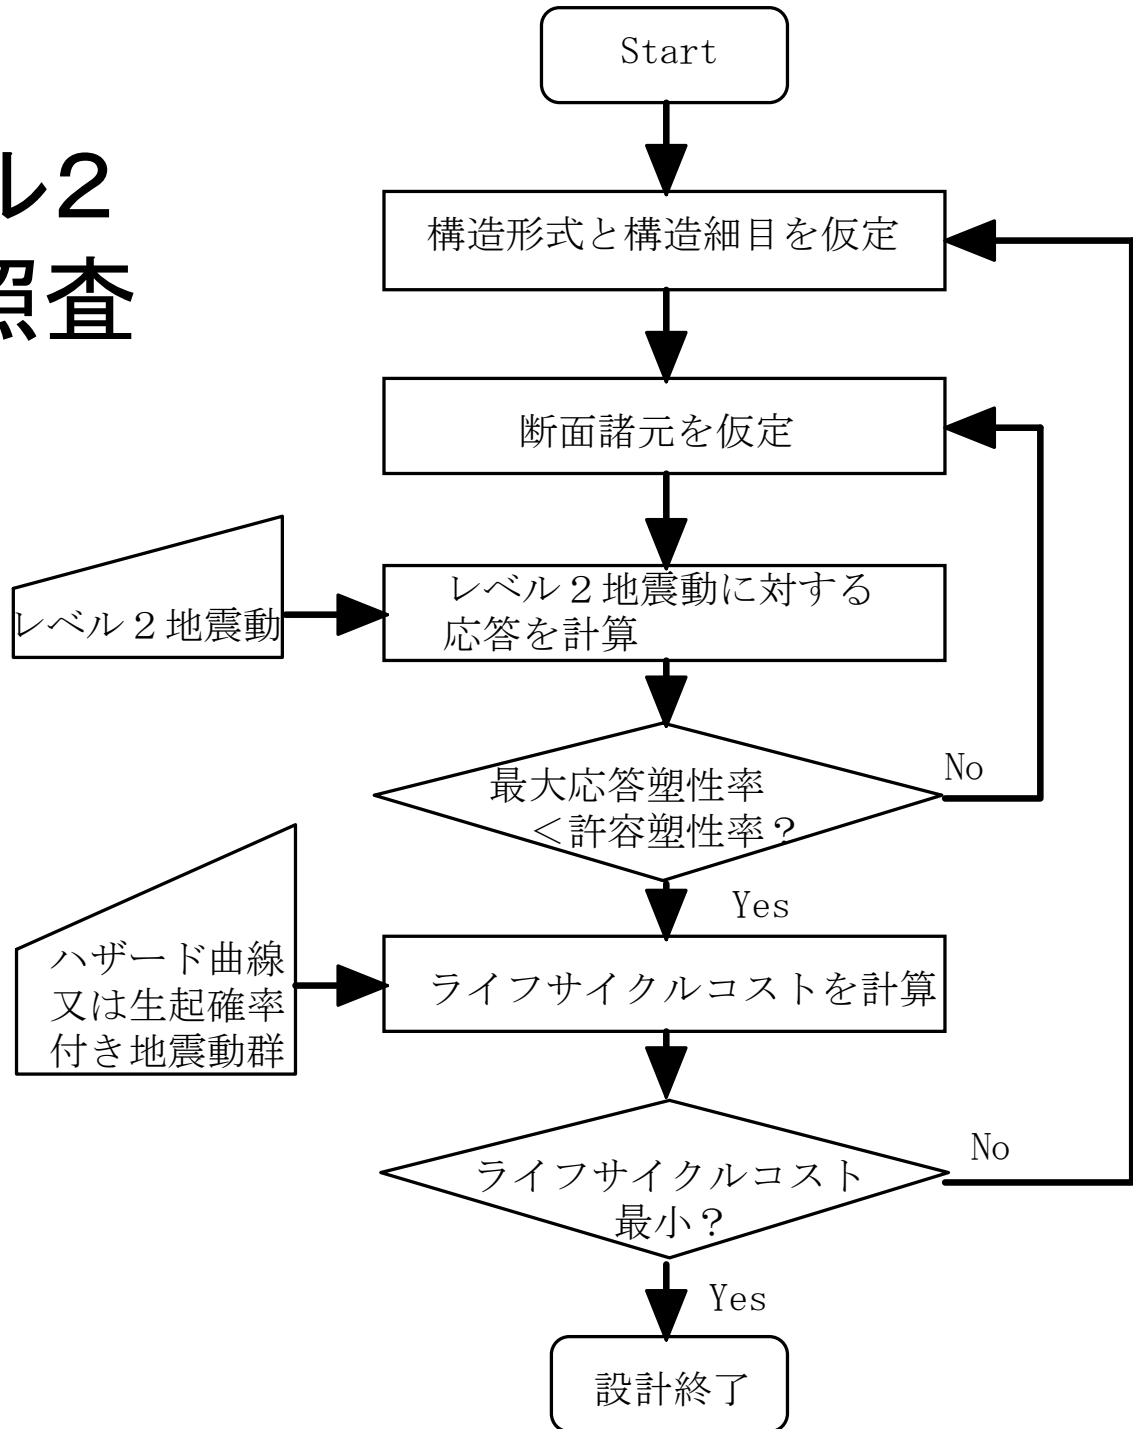 Start
ル２
照査
構造形式と構造細目を仮定
断面諸元を仮定
レベル２地震動
レベル２地震動に対する
応答を計算
最大応答塑性率
＜許容塑性率？
No
Yes
ハザード曲線
又は生起確率
付き地震動群
ライフサイクルコストを計算
ライフサイクルコスト
最小？
No
Yes
設計終了